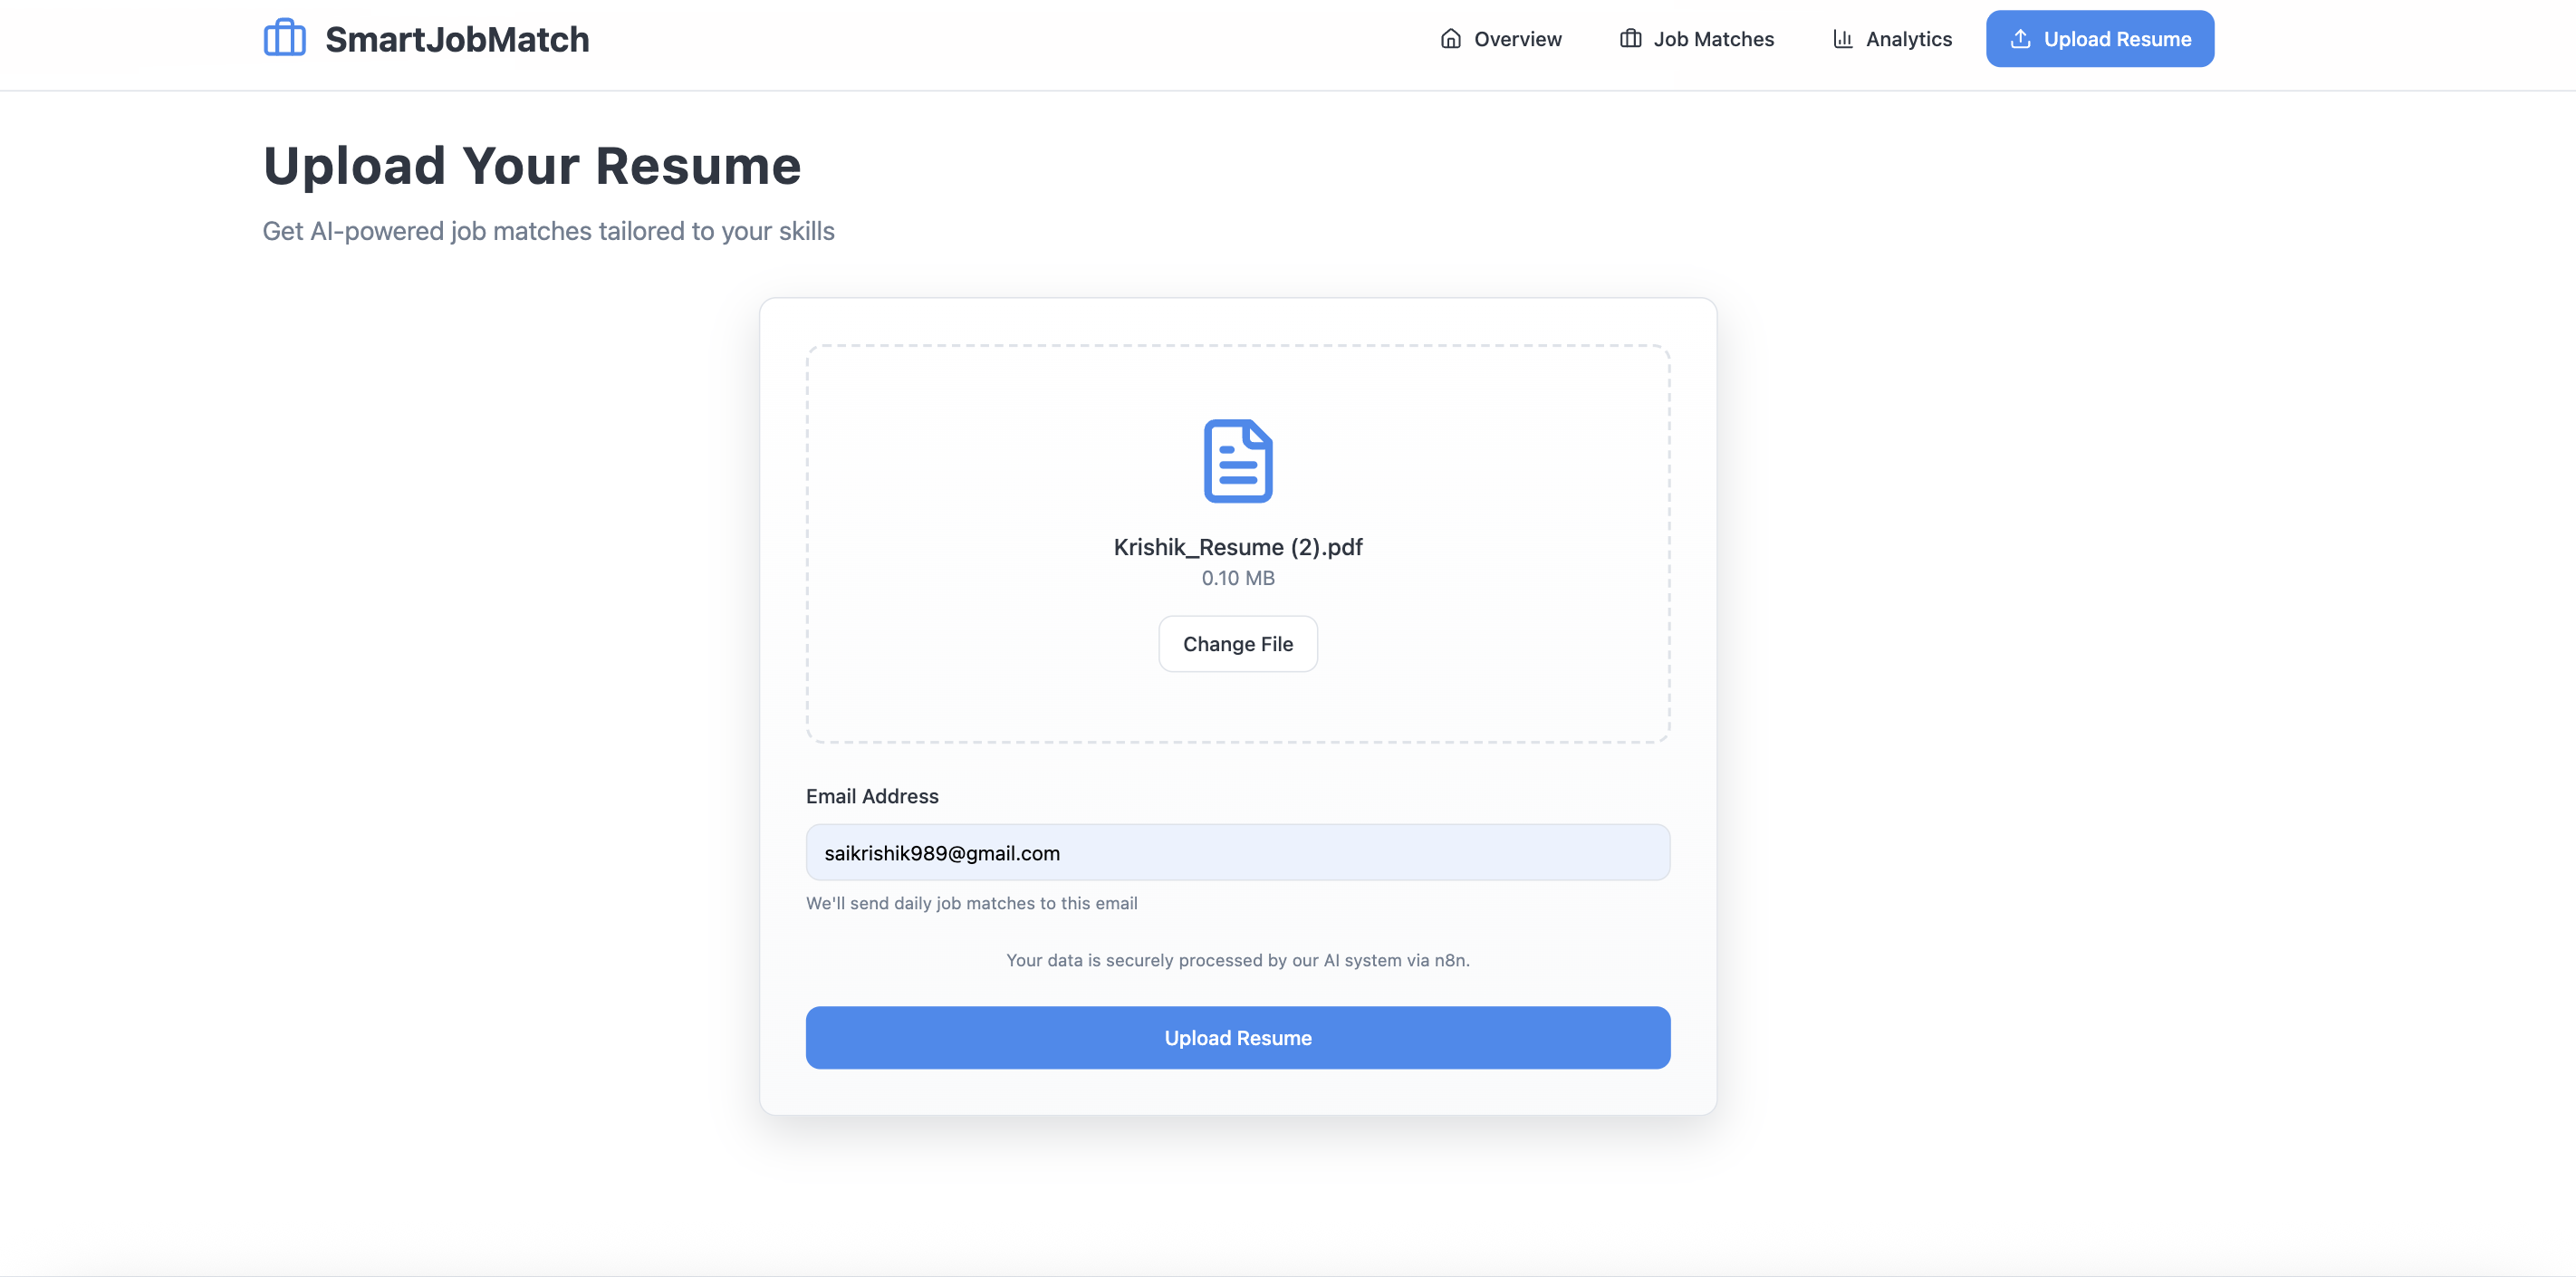 SmartJobMatch
Overview
Job Matches
Analytics
Upload Resume
Upload Your Resume
Get AI-powered job matches tailored to your skills
Krishik_Resume (2).pdf
0.10 MB
Change File
Email Address
saikrishik989@gmail.com
We'll send daily job matches to this email
Your data is securely processed by our AI system via n8n.
Upload Resume